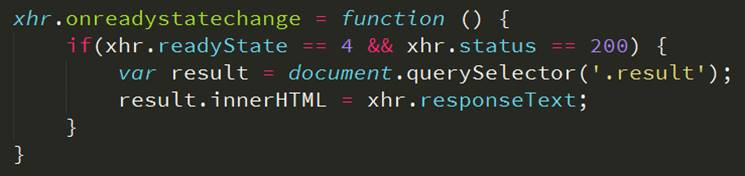 xhr.onreadystatechange = function () {
    if(xhr.readyState == 4 && xhr.status == 200) {
        var result = document.querySelector('.result');
        result.innerHTML = xhr.responseText;
    }
}